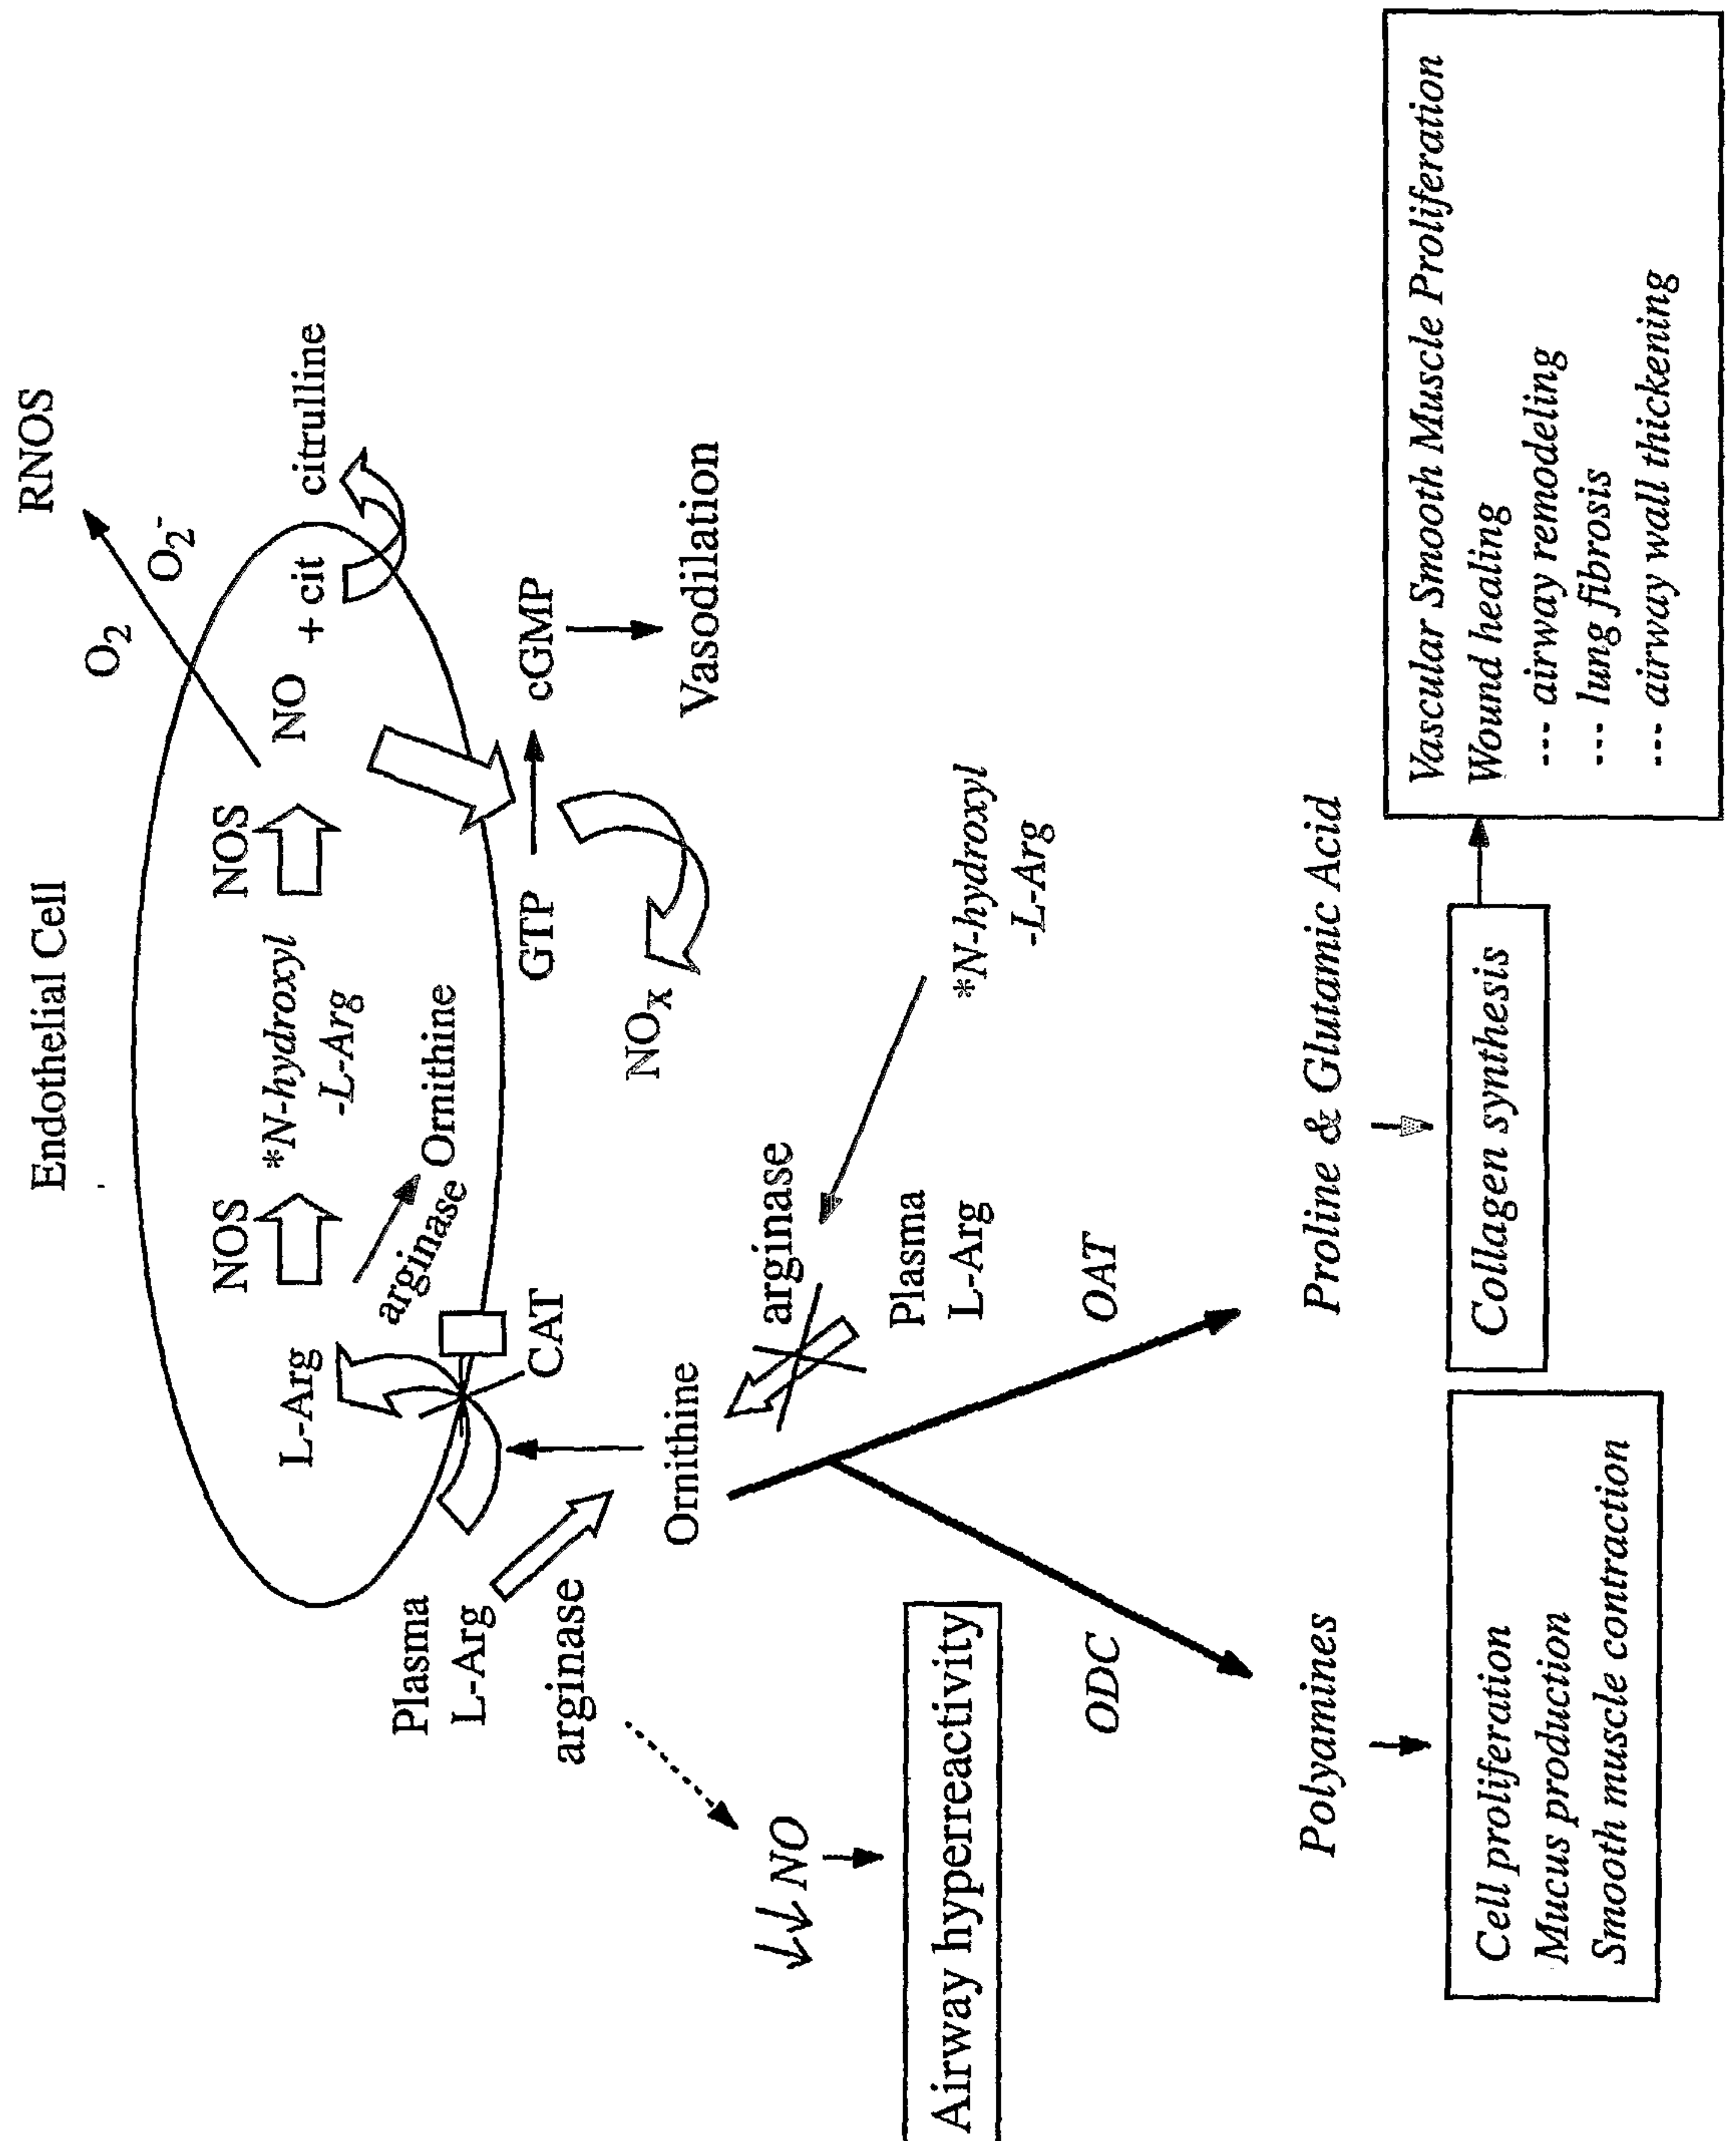 Endothelial Cell
RNOS
O2
O2-
NOS
NOS
L-Arg
*N-hydroxyl
-L-Arg
NO
+ cit
citrulline
arginase
Ornithine
CAT
Plasma
L-Arg
arginase
GTP
cGMP
NOX
Vasodilation
Ornithine
arginase
Plasma
L-Arg
*N-hydroxyl
-L-Arg
↓↓NO
Airway hyperreactivity
ODC
OAT
Polyamines
Proline & Glutamic Acid
Cell proliferation
Mucus production
Smooth muscle contraction
Collagen synthesis
Vascular Smooth Muscle Proliferation
Wound healing
--- airway remodeling
--- lung fibrosis
--- airway wall thickening